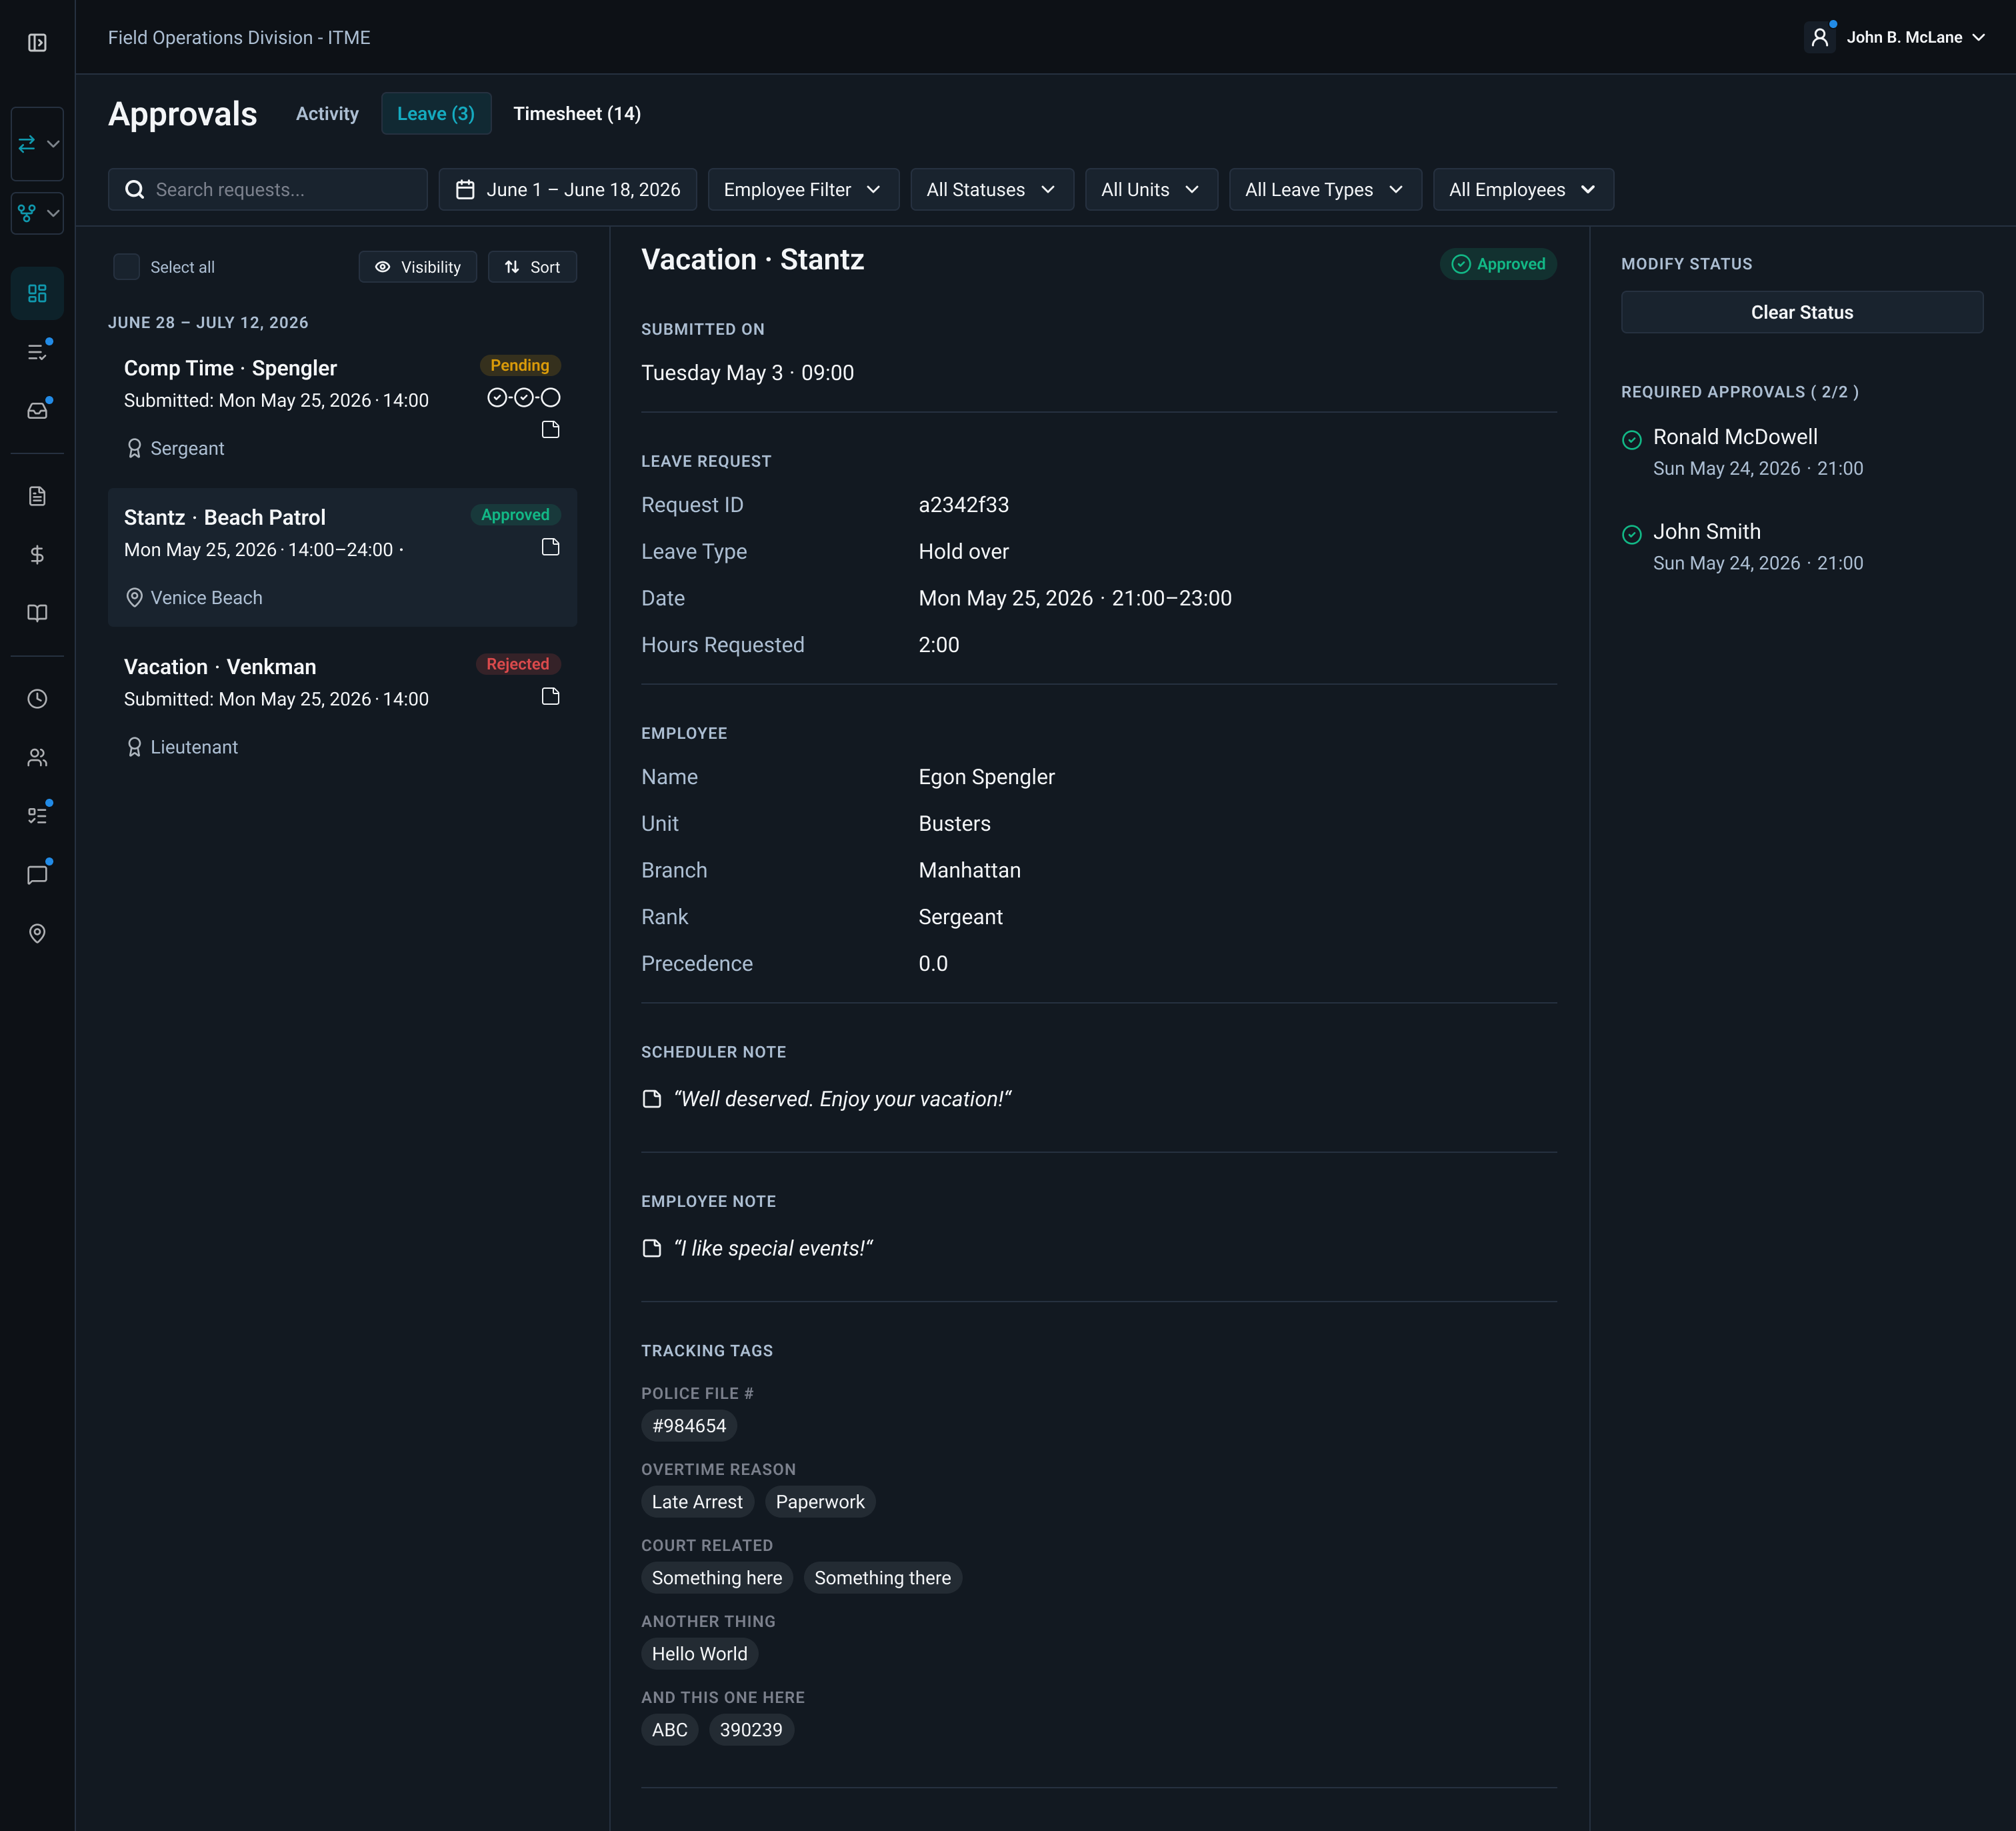 Field Operations Division - ITME
John B. McLane
Approvals
Activity
Leave (3)
Timesheet (14)
Search requests...
June 1 – June 18, 2026
Employee Filter
All Statuses
All Units
All Leave Types
All Employees
Select all
Visibility
Sort
JUNE 28 – JULY 12, 2026
Comp Time · Spengler
Pending
Submitted: Mon May 25, 2026 · 14:00
Sergeant
Stantz · Beach Patrol
Approved
Mon May 25, 2026 · 14:00–24:00 ·
Venice Beach
Vacation · Venkman
Rejected
Submitted: Mon May 25, 2026 · 14:00
Lieutenant
Vacation · Stantz
Approved
SUBMITTED ON
Tuesday May 3 · 09:00
LEAVE REQUEST
Request ID a2342f33
Leave Type Hold over
Date Mon May 25, 2026 · 21:00–23:00
Hours Requested 2:00
EMPLOYEE
Name Egon Spengler
Unit Busters
Branch Manhattan
Rank Sergeant
Precedence 0.0
SCHEDULER NOTE
“Well deserved. Enjoy your vacation!“
EMPLOYEE NOTE
“I like special events!“
TRACKING TAGS
POLICE FILE #
#984654
OVERTIME REASON
Late Arrest Paperwork
COURT RELATED
Something here Something there
ANOTHER THING
Hello World
AND THIS ONE HERE
ABC 390239
MODIFY STATUS
Clear Status
REQUIRED APPROVALS ( 2/2 )
Ronald McDowell
Sun May 24, 2026 · 21:00
John Smith
Sun May 24, 2026 · 21:00